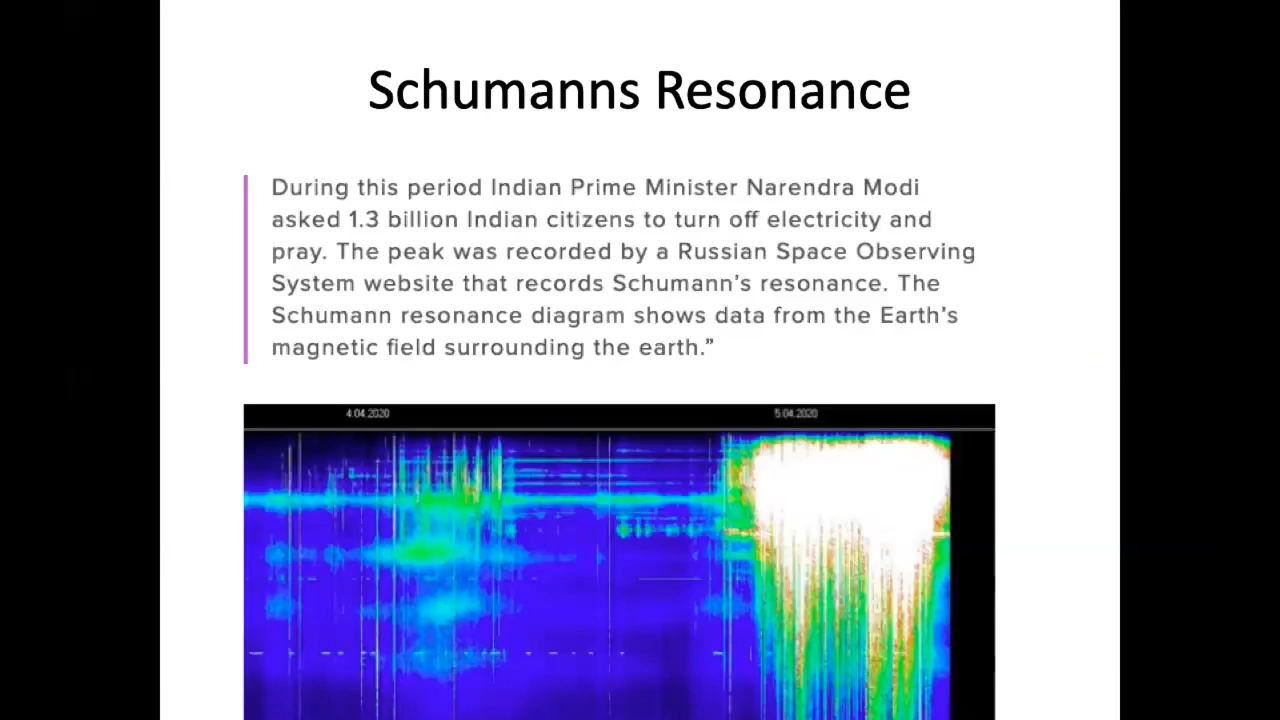 Schumanns Resonance
During this period Indian Prime Minister Narendra Modi
asked 1.3 billion Indian citizens to turn off electricity and
pray. The peak was recorded by a Russian Space Observing
System website that records Schumann’s resonance. The
Schumann resonance diagram shows data from the Earth’s
magnetic field surrounding the earth.”
4.04.2020 5.04.2020